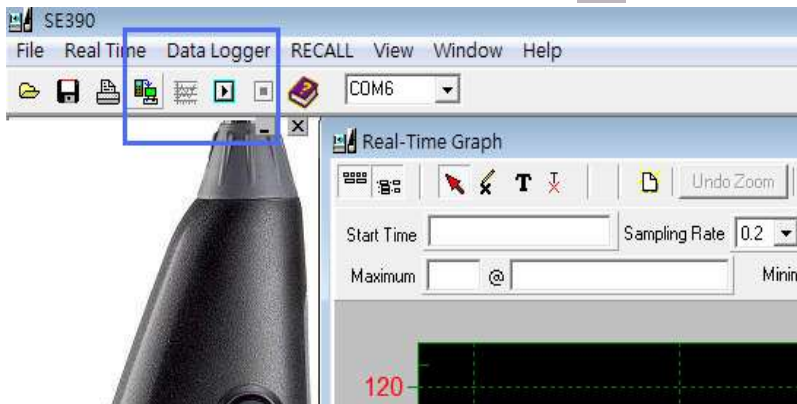 SE390
File Real Time Data Logger RECALL View Window Help
COM6
Real-Time Graph
T Undo Zoom
Start Time Sampling Rate 0.2
Maximum @ Minin
120